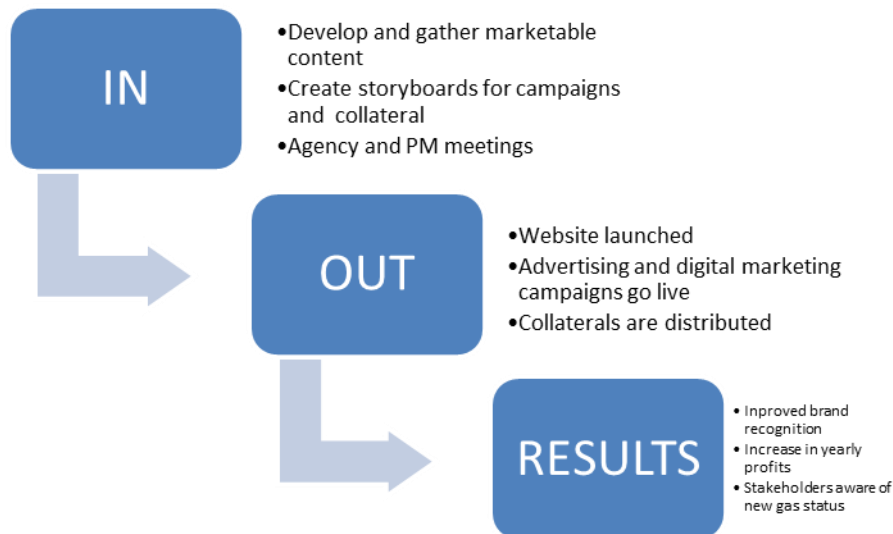 IN
•Develop and gather marketable
content
•Create storyboards for campaigns
and collateral
•Agency and PM meetings
OUT
•Website launched
•Advertising and digital marketing
campaigns go live
•Collaterals are distributed
RESULTS
• Inproved brand
recognition
• Increase in yearly
profits
• Stakeholders aware of
new gas status